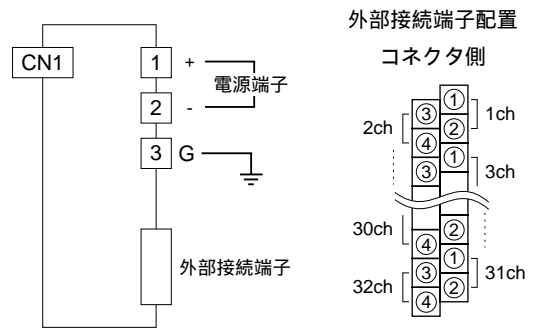 CN1
1 +
電源端子
2 -
3 G
外部接続端子
外部接続端子配置
コネクタ側
①
③ 1ch
2ch ②
④ ①
③ 3ch
30ch ②
④ ①
③ 31ch
32ch ②
④